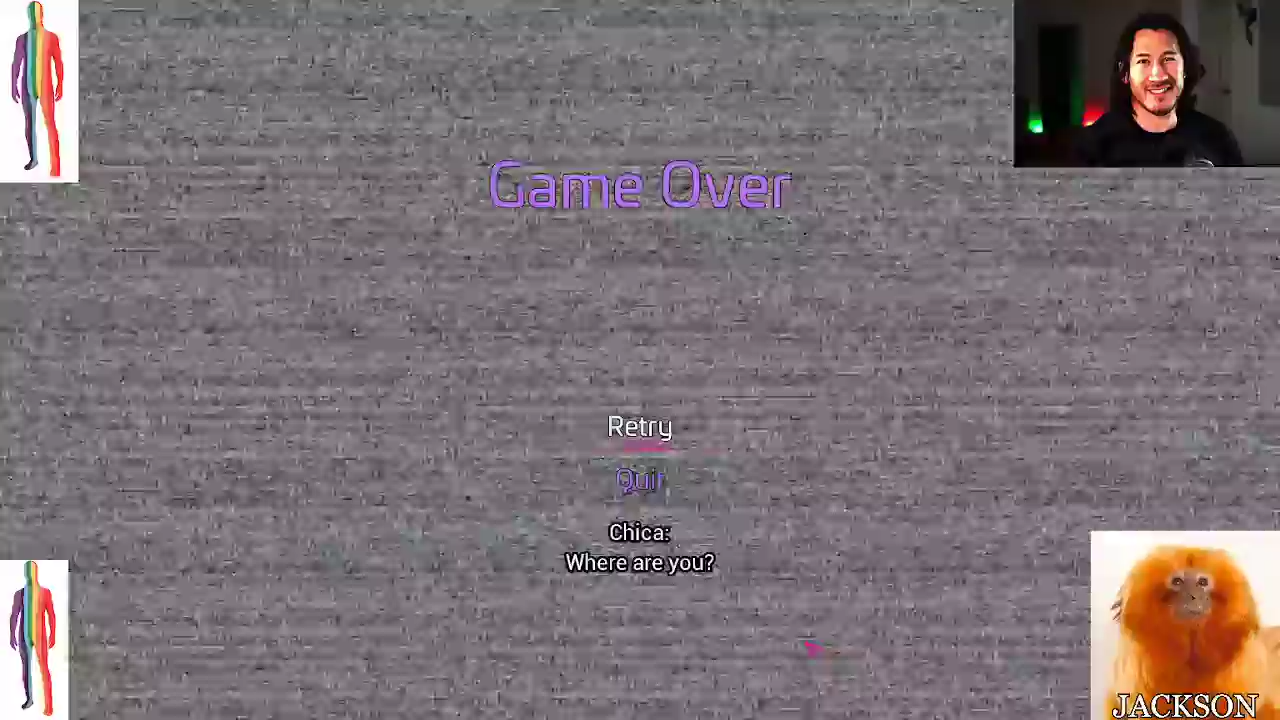 Game Over
Retry
Quit
Chica:
Where are you?
JACKSON